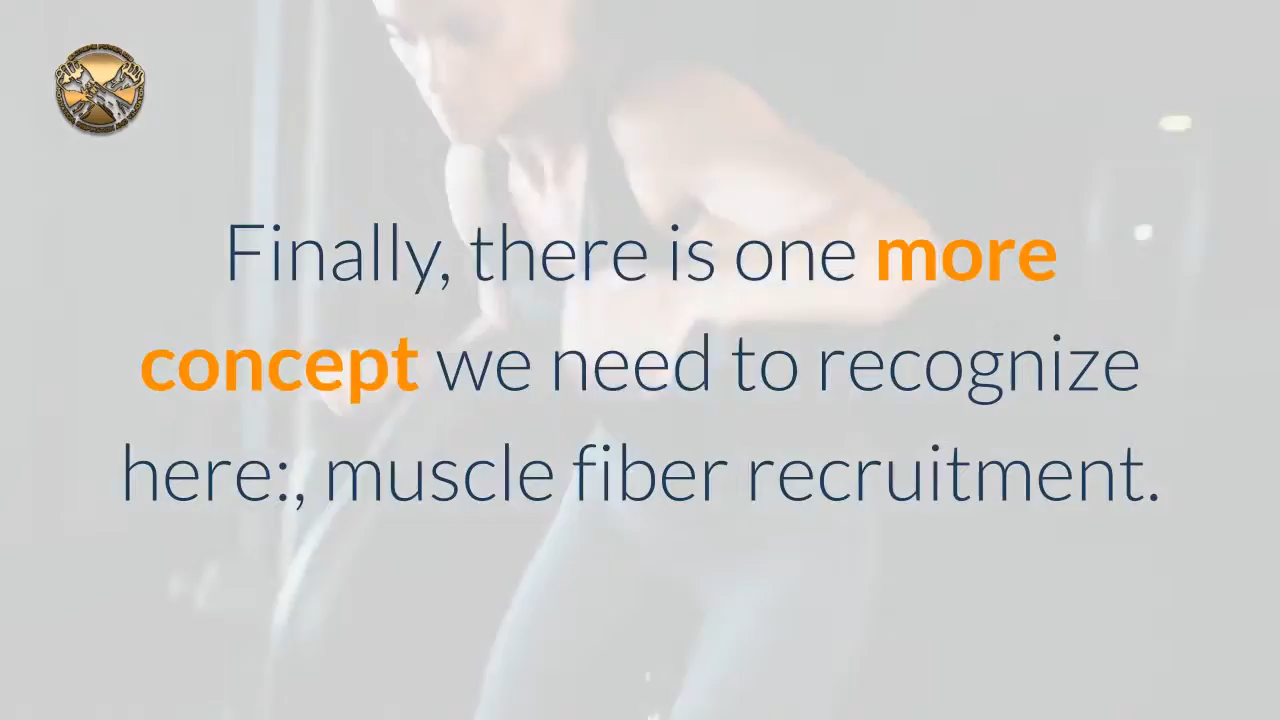 Finally, there is one more
concept we need to recognize
here:, muscle fiber recruitment.